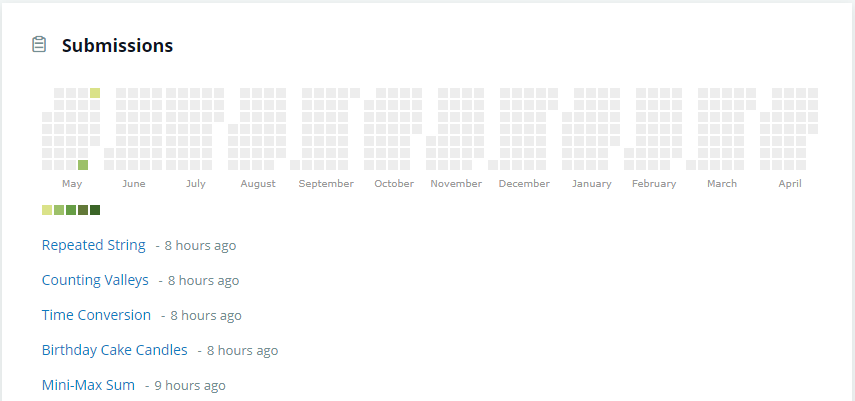 Submissions
May June July August September October November December January February March April
Repeated String - 8 hours ago
Counting Valleys - 8 hours ago
Time Conversion - 8 hours ago
Birthday Cake Candles - 8 hours ago
Mini-Max Sum - 9 hours ago